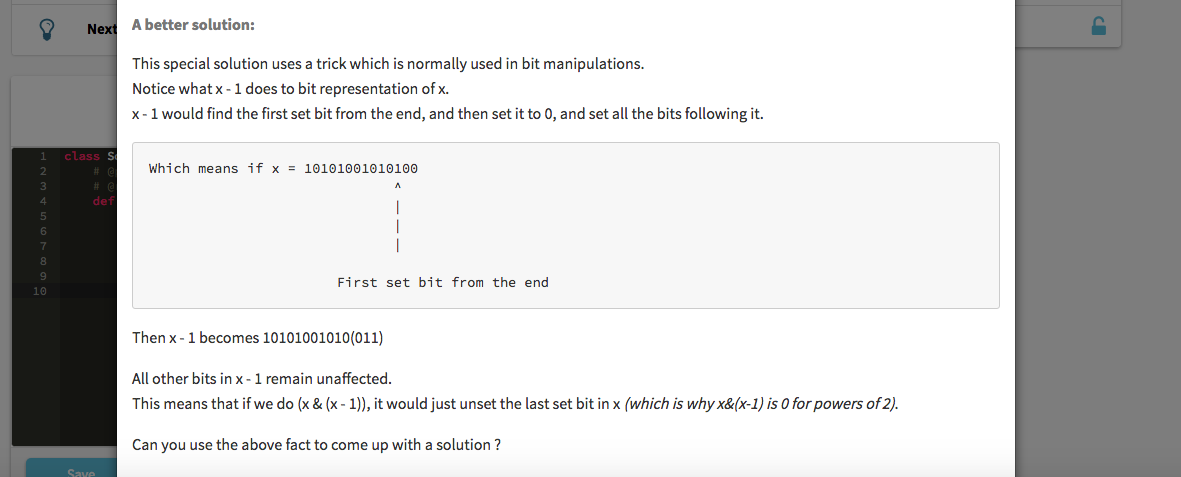 Next
A better solution:
This special solution uses a trick which is normally used in bit manipulations.
Notice what x - 1 does to bit representation of x.
x - 1 would find the first set bit from the end, and then set it to 0, and set all the bits following it.
1 class S
2 # @
3 # @
4 def
5
6
7
8
9
10
Which means if x = 10101001010100
^
|
|
|
First set bit from the end
Then x - 1 becomes 10101001010(011)
All other bits in x - 1 remain unaffected.
This means that if we do (x & (x - 1)), it would just unset the last set bit in x (which is why x&(x-1) is 0 for powers of 2).
Can you use the above fact to come up with a solution ?
Save